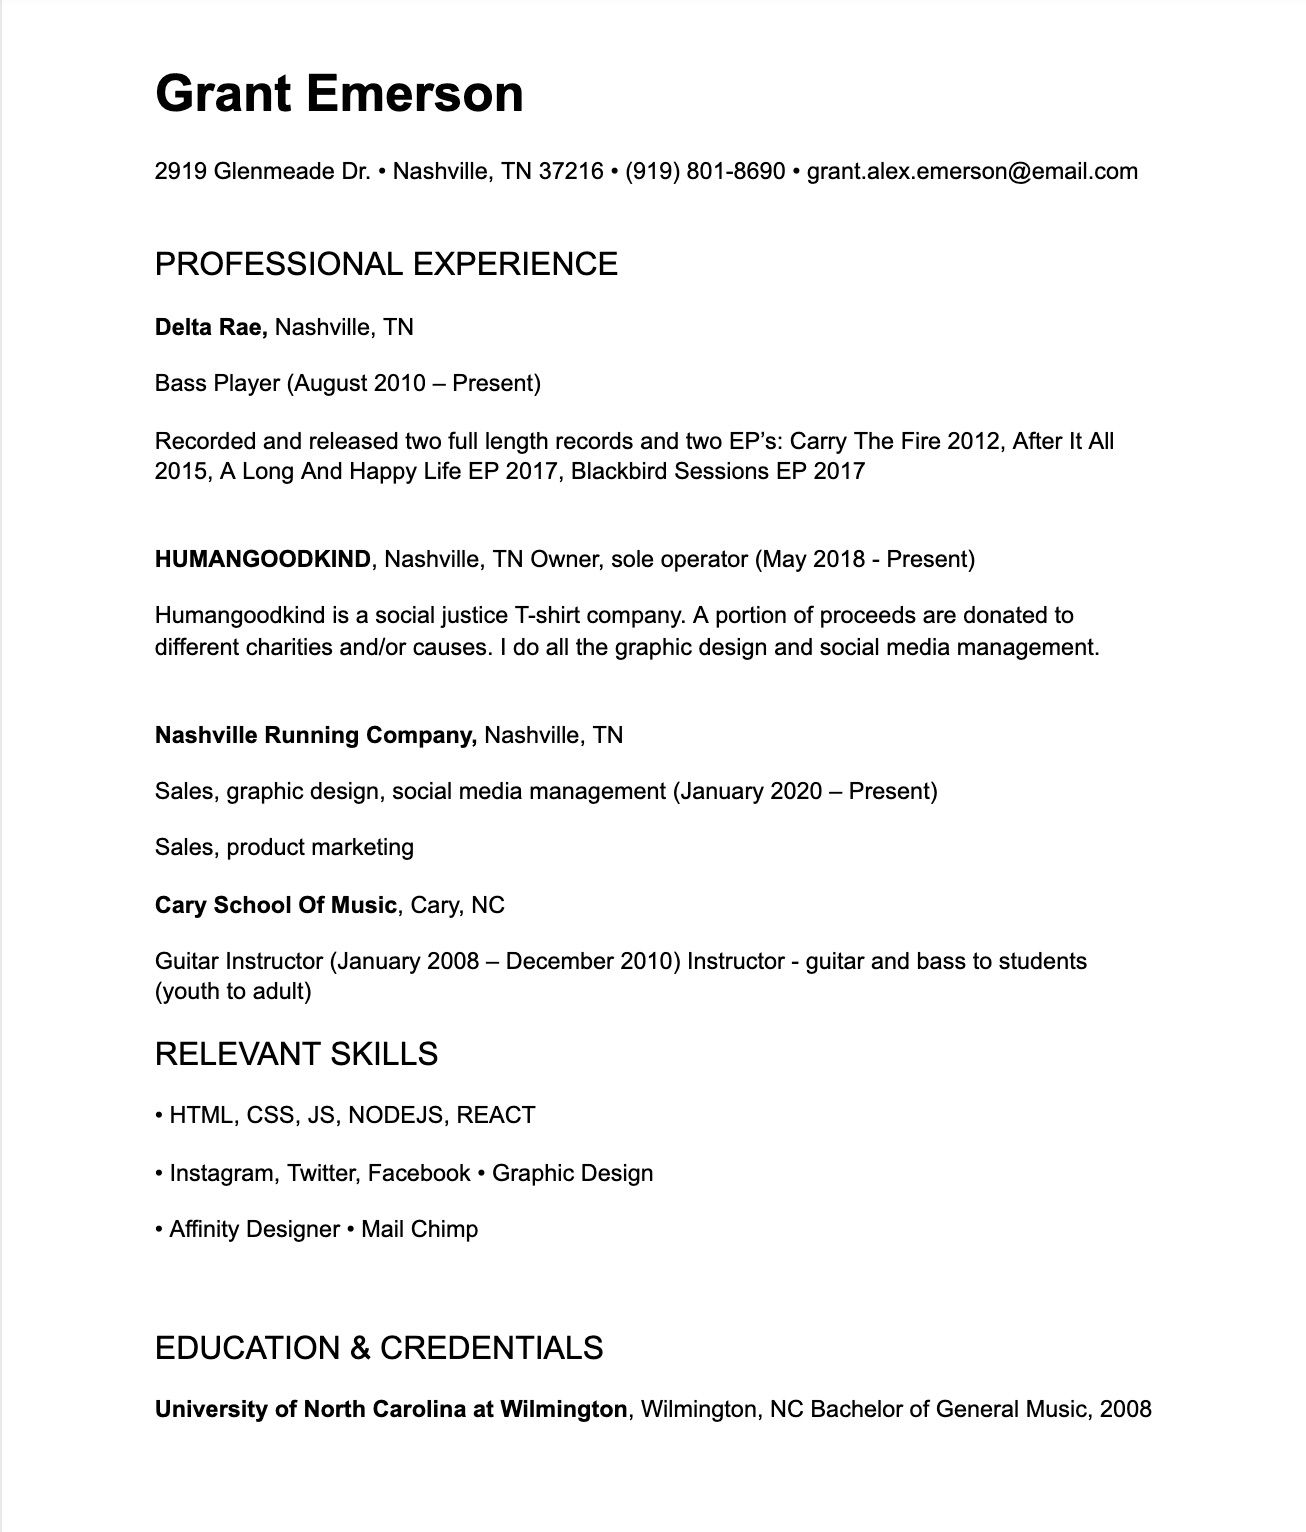 Grant Emerson
2919 Glenmeade Dr. • Nashville, TN 37216 • (919) 801-8690 • grant.alex.emerson@email.com
PROFESSIONAL EXPERIENCE
Delta Rae, Nashville, TN
Bass Player (August 2010 – Present)
Recorded and released two full length records and two EP’s: Carry The Fire 2012, After It All
2015, A Long And Happy Life EP 2017, Blackbird Sessions EP 2017
HUMANGOODKIND, Nashville, TN Owner, sole operator (May 2018 - Present)
Humangoodkind is a social justice T-shirt company. A portion of proceeds are donated to
different charities and/or causes. I do all the graphic design and social media management.
Nashville Running Company, Nashville, TN
Sales, graphic design, social media management (January 2020 – Present)
Sales, product marketing
Cary School Of Music, Cary, NC
Guitar Instructor (January 2008 – December 2010) Instructor - guitar and bass to students
(youth to adult)
RELEVANT SKILLS
• HTML, CSS, JS, NODEJS, REACT
• Instagram, Twitter, Facebook • Graphic Design
• Affinity Designer • Mail Chimp
EDUCATION & CREDENTIALS
University of North Carolina at Wilmington, Wilmington, NC Bachelor of General Music, 2008